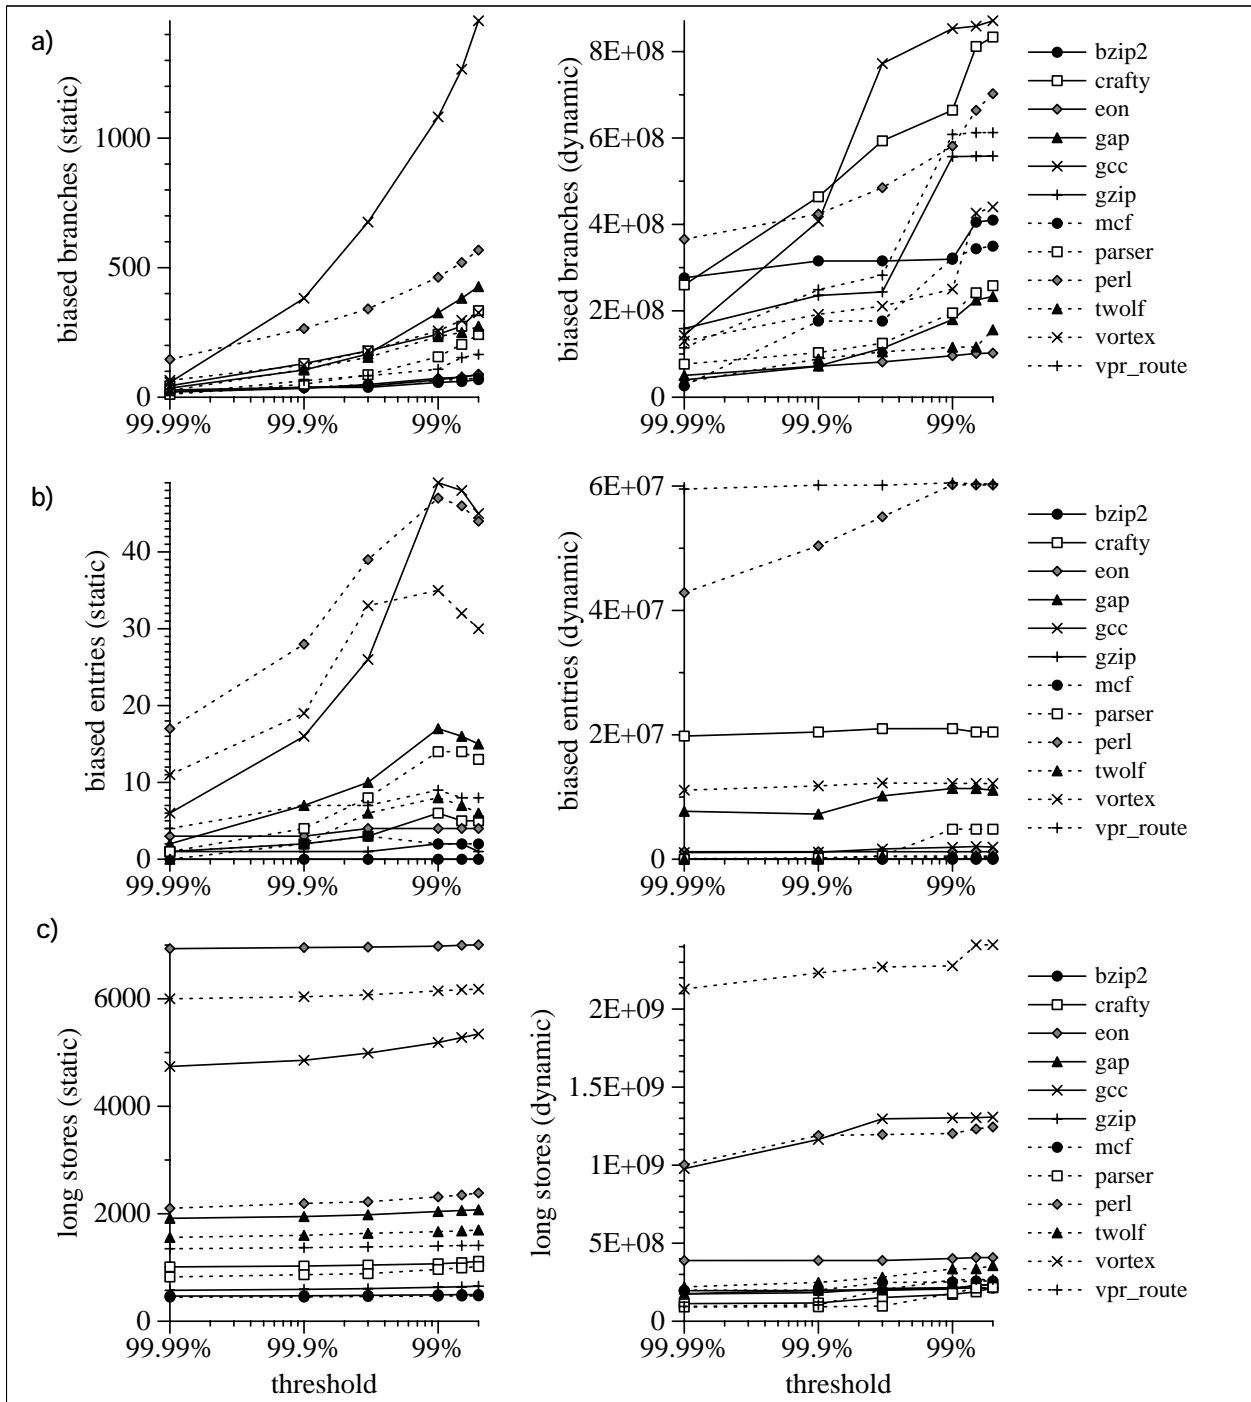 a)
biased branches (static)
1000
500
0
99.99% 99.9% 99%
biased branches (dynamic)
8E+08
6E+08
4E+08
2E+08
0
99.99% 99.9% 99%
bzip2
crafty
eon
gap
gcc
gzip
mcf
parser
perl
twolf
vortex
vpr_route
b)
biased entries (static)
40
30
20
10
0
99.99% 99.9% 99%
biased entries (dynamic)
6E+07
4E+07
2E+07
0
99.99% 99.9% 99%
bzip2
crafty
eon
gap
gcc
gzip
mcf
parser
perl
twolf
vortex
vpr_route
c)
long stores (static)
6000
4000
2000
0
99.99% 99.9% 99%
threshold
long stores (dynamic)
2E+09
1.5E+09
1E+09
5E+08
0
99.99% 99.9% 99%
threshold
bzip2
crafty
eon
gap
gcc
gzip
mcf
parser
perl
twolf
vortex
vpr_route